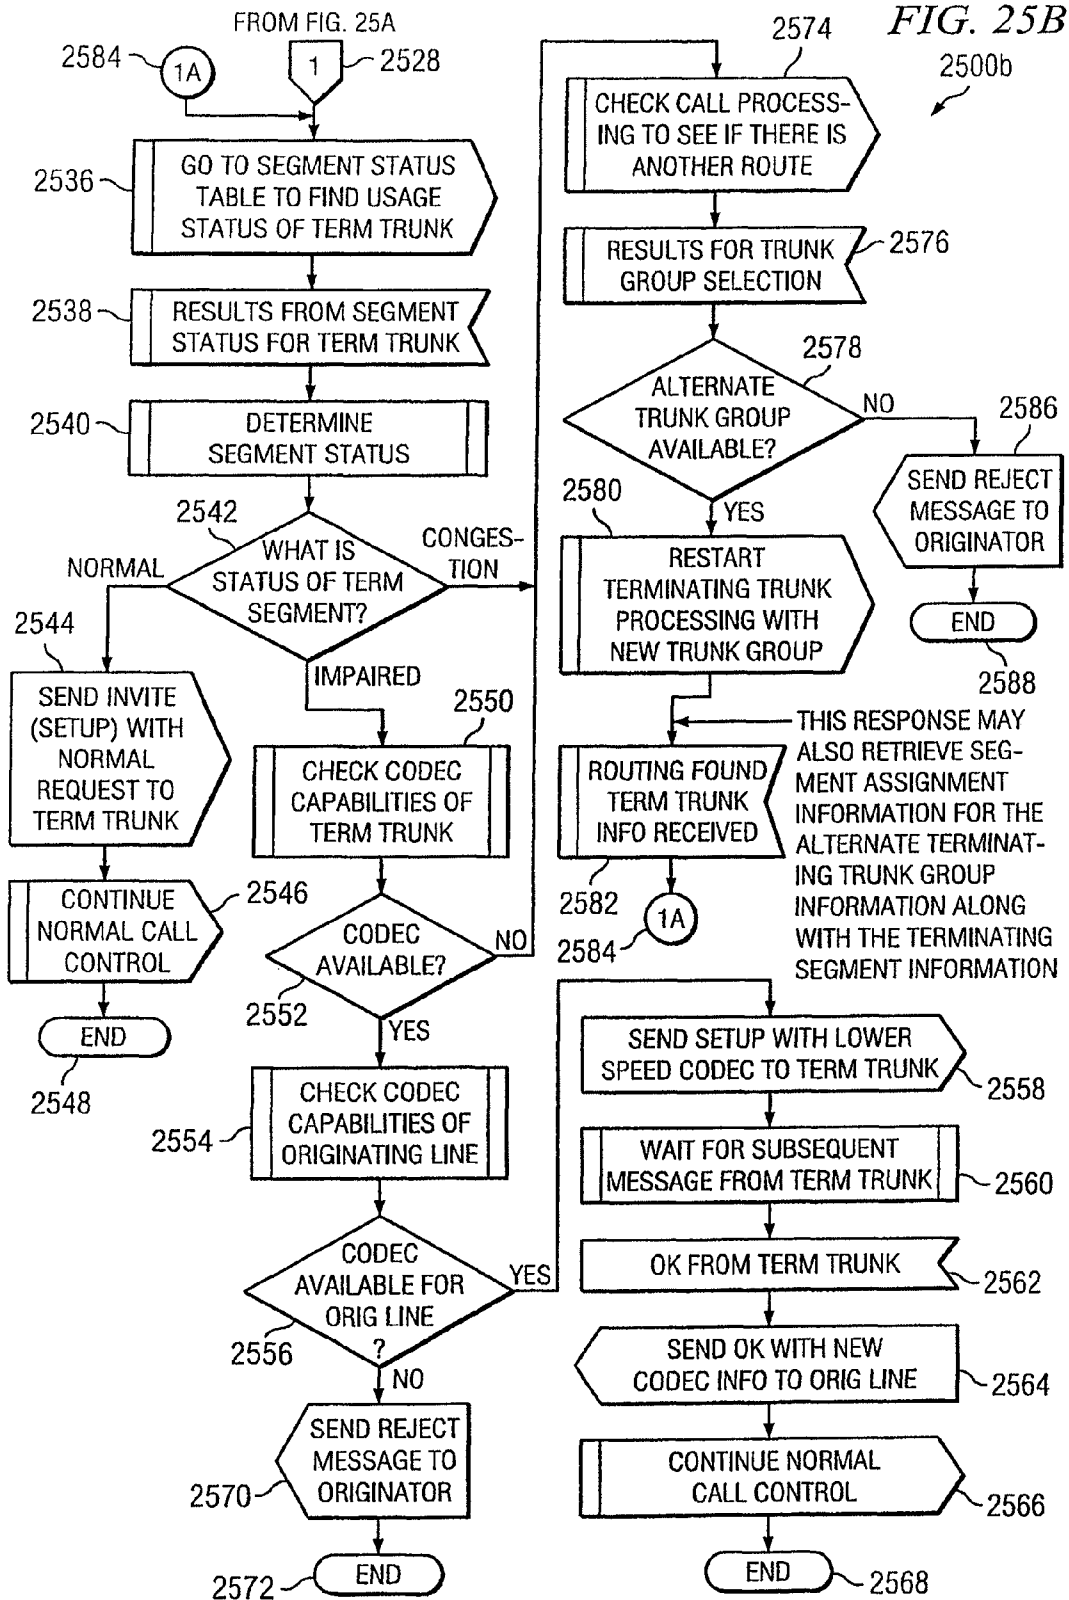 FIG. 25B
2500b
FROM FIG. 25A
2584
1A
1
2528
2536
GO TO SEGMENT STATUS
TABLE TO FIND USAGE
STATUS OF TERM TRUNK
2538
RESULTS FROM SEGMENT
STATUS FOR TERM TRUNK
2540
DETERMINE
SEGMENT STATUS
2542
WHAT IS
STATUS OF TERM
SEGMENT?
NORMAL
CONGES-
TION
IMPAIRED
2544
SEND INVITE
(SETUP) WITH
NORMAL
REQUEST TO
TERM TRUNK
2546
CONTINUE
NORMAL CALL
CONTROL
END
2548
2550
CHECK CODEC
CAPABILITIES OF
TERM TRUNK
CODEC
AVAILABLE?
NO
2552
YES
2554
CHECK CODEC
CAPABILITIES OF
ORIGINATING LINE
CODEC
AVAILABLE FOR
ORIG LINE
?
YES
2556
NO
SEND REJECT
MESSAGE TO
ORIGINATOR
2570
END
2572
2574
CHECK CALL PROCESS-
ING TO SEE IF THERE IS
ANOTHER ROUTE
RESULTS FOR TRUNK
GROUP SELECTION
2576
2578
ALTERNATE
TRUNK GROUP
AVAILABLE?
NO
YES
2586
SEND REJECT
MESSAGE TO
ORIGINATOR
END
2588
2580
RESTART
TERMINATING TRUNK
PROCESSING WITH
NEW TRUNK GROUP
ROUTING FOUND
TERM TRUNK
INFO RECEIVED
2582
1A
2584
THIS RESPONSE MAY
ALSO RETRIEVE SEG-
MENT ASSIGNMENT
INFORMATION FOR THE
ALTERNATE TERMINAT-
ING TRUNK GROUP
INFORMATION ALONG
WITH THE TERMINATING
SEGMENT INFORMATION
SEND SETUP WITH LOWER
SPEED CODEC TO TERM TRUNK
2558
WAIT FOR SUBSEQUENT
MESSAGE FROM TERM TRUNK
2560
OK FROM TERM TRUNK
2562
SEND OK WITH NEW
CODEC INFO TO ORIG LINE
2564
CONTINUE NORMAL
CALL CONTROL
2566
END
2568